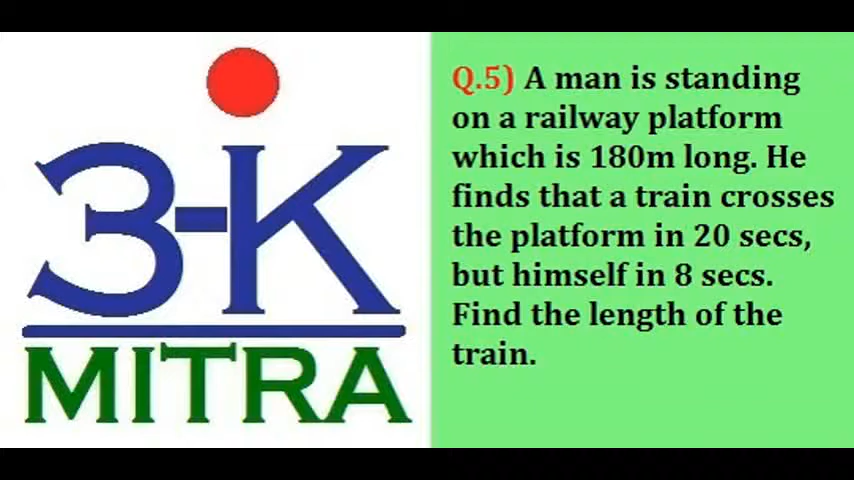 3-K
MITRA
Q.5) A man is standing
on a railway platform
which is 180m long. He
finds that a train crosses
the platform in 20 secs,
but himself in 8 secs.
Find the length of the
train.